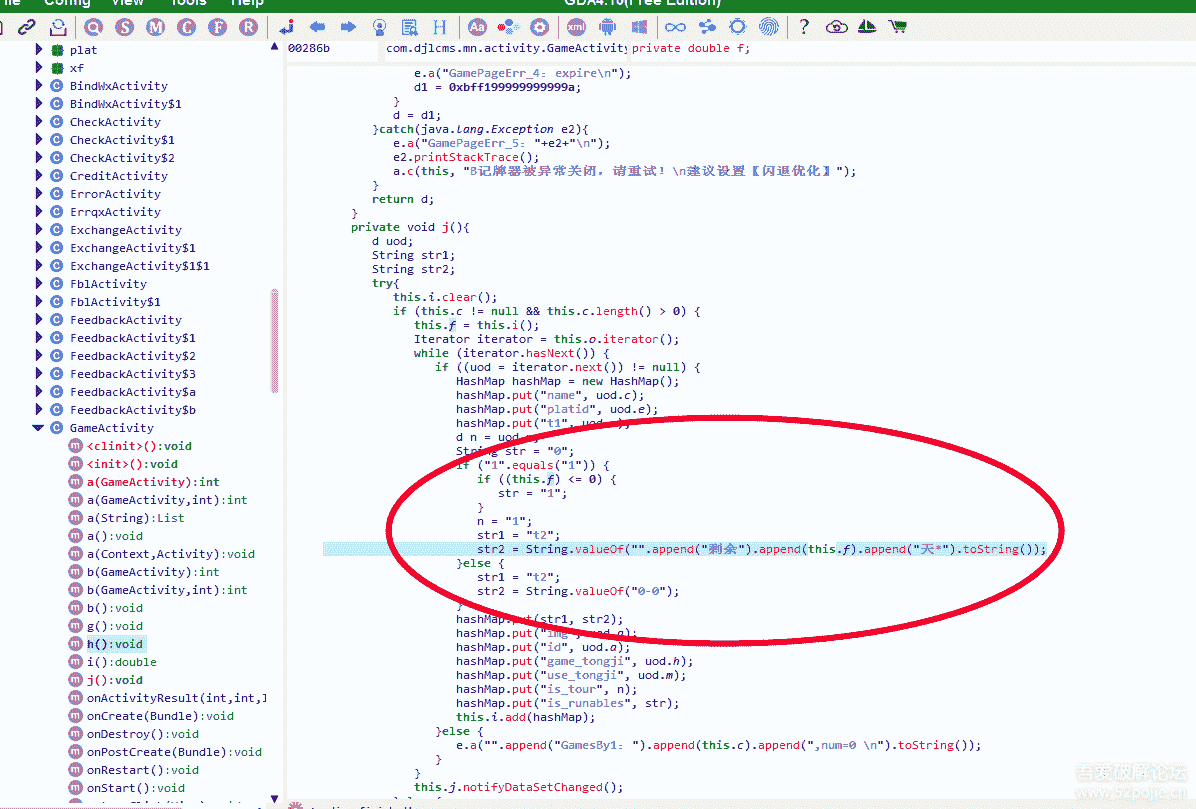 File Config View Tools Help GDA4.10(Free Edition)
00286b com.djlcms.mn.activity.GameActivity private double f;
plat
xf
BindWxActivity
BindWxActivity$1
CheckActivity
CheckActivity$1
CheckActivity$2
CreditActivity
ErrorActivity
ErrqxActivity
ExchangeActivity
ExchangeActivity$1
ExchangeActivity$1$1
FblActivity
FblActivity$1
FeedbackActivity
FeedbackActivity$1
FeedbackActivity$2
FeedbackActivity$3
FeedbackActivity$a
FeedbackActivity$b
GameActivity
<clinit>():void
<init>():void
a(GameActivity):int
a(GameActivity,int):int
a(String):List
a():void
a(Context,Activity):void
b(GameActivity):int
b(GameActivity,int):int
b():void
g():void
h():void
i():double
j():void
onActivityResult(int,int,I
onCreate(Bundle):void
onDestroy():void
onPostCreate(Bundle):void
onRestart():void
onStart():void
e.a("GamePageErr_4: expire\n");
d1 = 0xbff199999999999a;
}
d = d1;
}catch(java.lang.Exception e2){
e.a("GamePageErr_5: "+e2+"\n");
e2.printStackTrace();
a.c(this, "B记牌器被异常关闭，请重试！\n建议设置〖闪退优化〗");
}
return d;
}
private void j(){
d uod;
String str1;
String str2;
try{
this.i.clear();
if (this.c != null && this.c.length() > 0) {
this.f = this.i();
Iterator iterator = this.o.iterator();
while (iterator.hasNext()) {
if ((uod = iterator.next()) != null) {
HashMap hashMap = new HashMap();
hashMap.put("name", uod.c);
hashMap.put("platid", uod.e);
hashMap.put("t1", uod
d n = uod
String str = "0";
if ("1".equals("1")) {
if ((this.f) <= 0) {
str = "1";
}
n = "1";
str1 = "t2";
str2 = String.valueOf("".append("剩余").append(this.f).append("天*").toString());
}else {
str1 = "t2";
str2 = String.valueOf("0-0");
}
hashMap.put(str1, str2);
hashMap.put("img uod.g);
hashMap.put("id", uod.a);
hashMap.put("game_tongji", uod.h);
hashMap.put("use_tongji", uod.m);
hashMap.put("is_tour", n);
hashMap.put("is_runables", str);
this.i.add(hashMap);
}else {
e.a("".append("GamesBy1: ").append(this.c).append(",num=0 \n").toString());
}
}
this.j.notifyDataSetChanged();
吾爱破解论坛
www.52pojie.cn